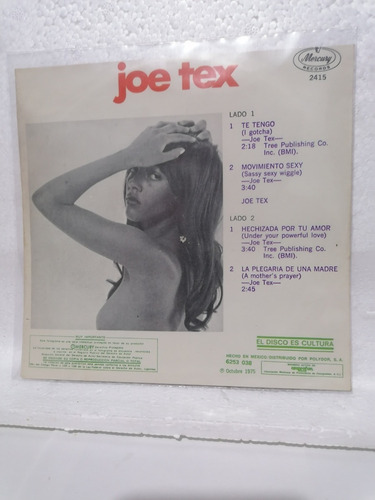 joe tex
Mercury
RECORDS
2415
LADO 1
1 TE TENGO
(I gotcha)
—Joe Tex—
2:18 Tree Publishing Co.
Inc. (BMI).
2 MOVIMIENTO SEXY
(Sassy sexy wiggle)
—Joe Tex—
3:40
JOE TEX
LADO 2
1 HECHIZADA POR TU AMOR
(Under your powerful love)
—Joe Tex—
3:40 Tree Publishing Co.
Inc. (BMI).
2 LA PLEGARIA DE UNA MADRE
(A mother's prayer)
—Joe Tex—
2:45
EL DISCO ES CULTURA
HECHO EN MEXICO/DISTRIBUIDO POR POLYDOR, S.A.
6252 038
℗ Octubre 1975